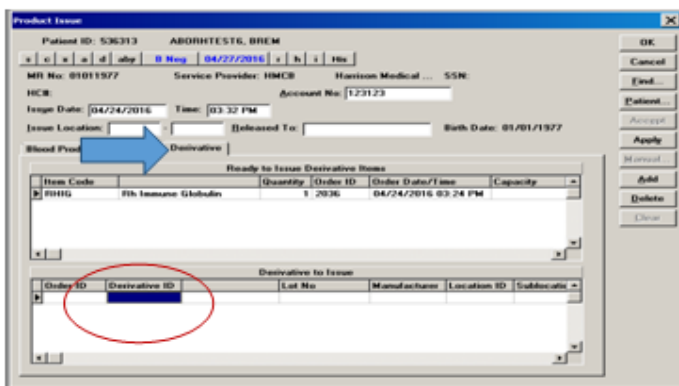 Product Issue
Patient ID: 536313 ABORHTEST6, BREM
v c x a d aby B Neg 04/27/2016 r h i His
MR No: 01011977 Service Provider: HMCB Harrison Medical ... SSN:
HC#: Account No: 123123
Issue Date: 04/24/2016 Time: 03:32 PM
Issue Location: - Released To: Birth Date: 01/01/1977
Blood Prod Derivative
Ready to Issue Derivative Items
Item Code Quantity Order ID Order Date/Time Capacity
RHIG Rh Immune Globulin 1 2036 04/24/2016 03:24 PM
Derivative to Issue
Order ID Derivative ID Lot No Manufacturer Location ID Sublocatio
OK
Cancel
Find...
Patient...
Accept
Apply
Manual...
Add
Delete
Clear